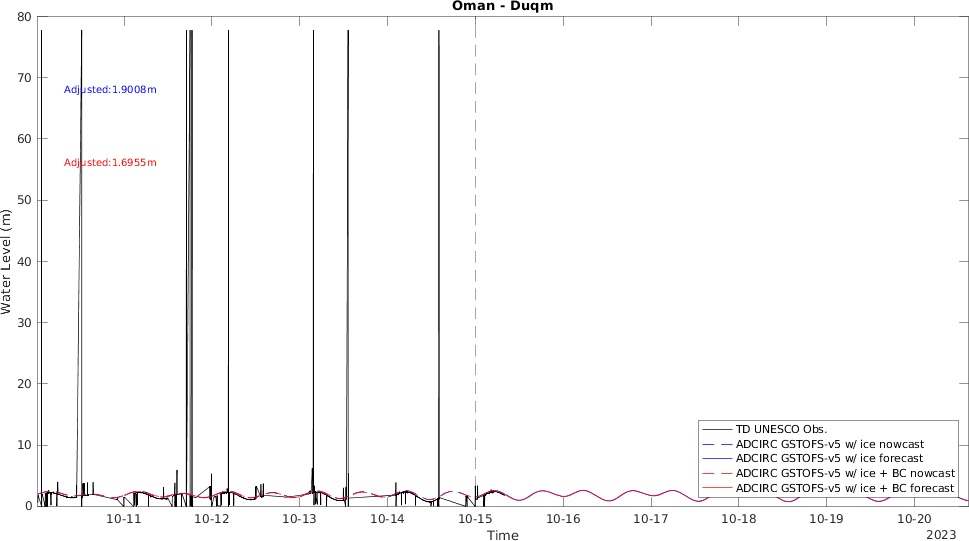 Oman - Duqm
80
70
60
50
40
30
20
10
0
Water Level (m)
Adjusted:1.9008m
Adjusted:1.6955m
TD UNESCO Obs.
ADCIRC GSTOFS-v5 w/ ice nowcast
ADCIRC GSTOFS-v5 w/ ice forecast
ADCIRC GSTOFS-v5 w/ ice + BC nowcast
ADCIRC GSTOFS-v5 w/ ice + BC forecast
10-11 10-12 10-13 10-14 10-15 10-16 10-17 10-18 10-19 10-20
Time
2023